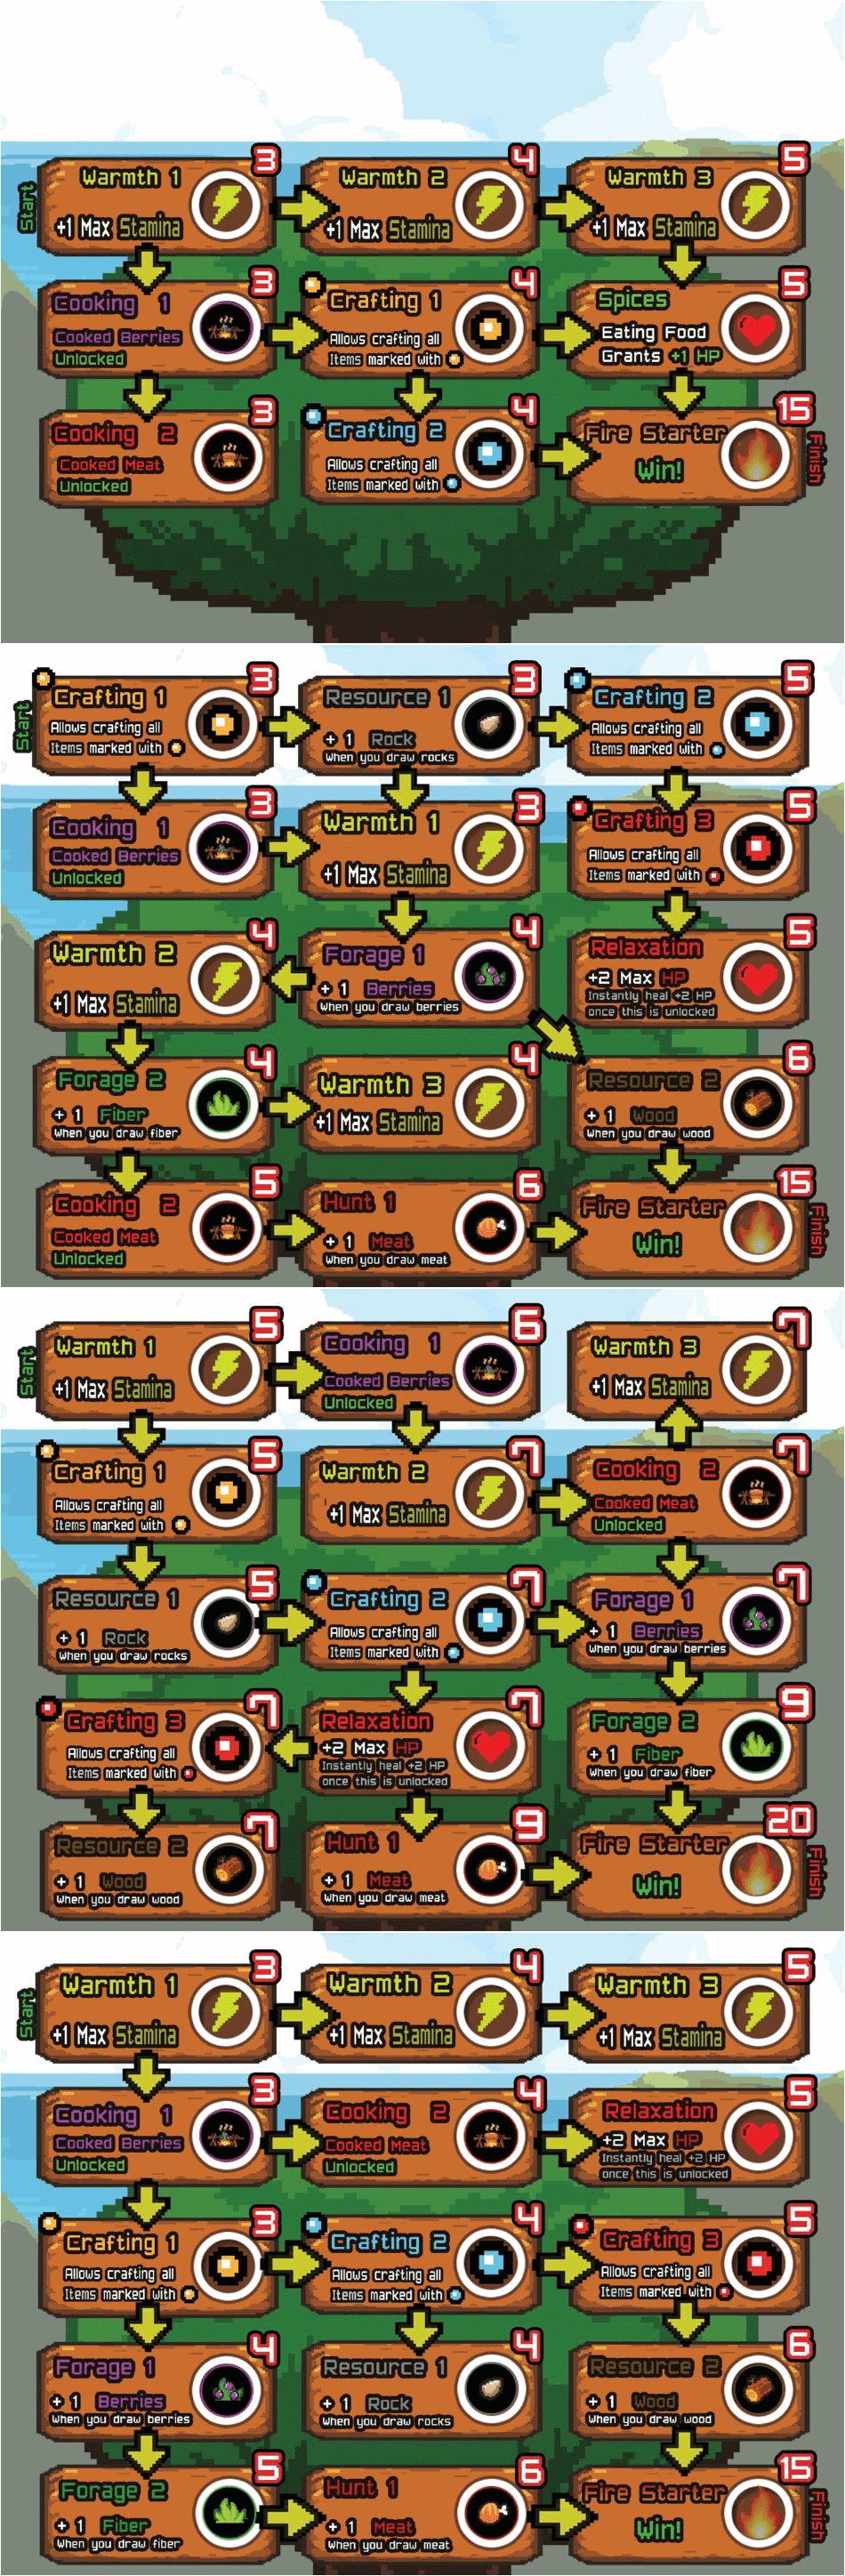 Start
Warmth 1
3
+1 Max Stamina
Warmth 2
4
+1 Max Stamina
Warmth 3
5
+1 Max Stamina
Cooking 1
3
Cooked Berries
Unlocked
Crafting 1
4
Allows crafting all
Items marked with
Spices
5
Eating Food
Grants +1 HP
Cooking 2
3
Cooked Meat
Unlocked
Crafting 2
4
Allows crafting all
Items marked with
Fire Starter
15
Win!
Finish
Start
Crafting 1
3
Allows crafting all
Items marked with
Resource 1
3
+ 1 Rock
When you draw rocks
Crafting 2
5
Allows crafting all
Items marked with
Cooking 1
3
Cooked Berries
Unlocked
Warmth 1
3
+1 Max Stamina
Crafting 3
5
Allows crafting all
Items marked with
Warmth 2
4
+1 Max Stamina
Forage 1
4
+ 1 Berries
When you draw berries
Relaxation
5
+2 Max HP
Instantly heal +2 HP
once this is unlocked
Forage 2
4
+ 1 Fiber
When you draw fiber
Warmth 3
4
+1 Max Stamina
Resource 2
6
+ 1 Wood
When you draw wood
Cooking 2
5
Cooked Meat
Unlocked
Hunt 1
6
+ 1 Meat
When you draw meat
Fire Starter
15
Win!
Finish
Start
Warmth 1
5
+1 Max Stamina
Cooking 1
6
Cooked Berries
Unlocked
Warmth 3
7
+1 Max Stamina
Crafting 1
5
Allows crafting all
Items marked with
Warmth 2
7
+1 Max Stamina
Cooking 2
7
Cooked Meat
Unlocked
Resource 1
5
+ 1 Rock
When you draw rocks
Crafting 2
7
Allows crafting all
Items marked with
Forage 1
7
+ 1 Berries
When you draw berries
Crafting 3
7
Allows crafting all
Items marked with
Relaxation
7
+2 Max HP
Instantly heal +2 HP
once this is unlocked
Forage 2
9
+ 1 Fiber
When you draw fiber
Resource 2
7
+ 1 Wood
When you draw wood
Hunt 1
9
+ 1 Meat
When you draw meat
Fire Starter
20
Win!
Finish
Start
Warmth 1
3
+1 Max Stamina
Warmth 2
4
+1 Max Stamina
Warmth 3
5
+1 Max Stamina
Cooking 1
3
Cooked Berries
Unlocked
Cooking 2
4
Cooked Meat
Unlocked
Relaxation
5
+2 Max HP
Instantly heal +2 HP
once this is unlocked
Crafting 1
3
Allows crafting all
Items marked with
Crafting 2
4
Allows crafting all
Items marked with
Crafting 3
5
Allows crafting all
Items marked with
Forage 1
4
+ 1 Berries
When you draw berries
Resource 1
4
+ 1 Rock
When you draw rocks
Resource 2
6
+ 1 Wood
When you draw wood
Forage 2
5
+ 1 Fiber
When you draw fiber
Hunt 1
6
+ 1 Meat
When you draw meat
Fire Starter
15
Win!
Finish